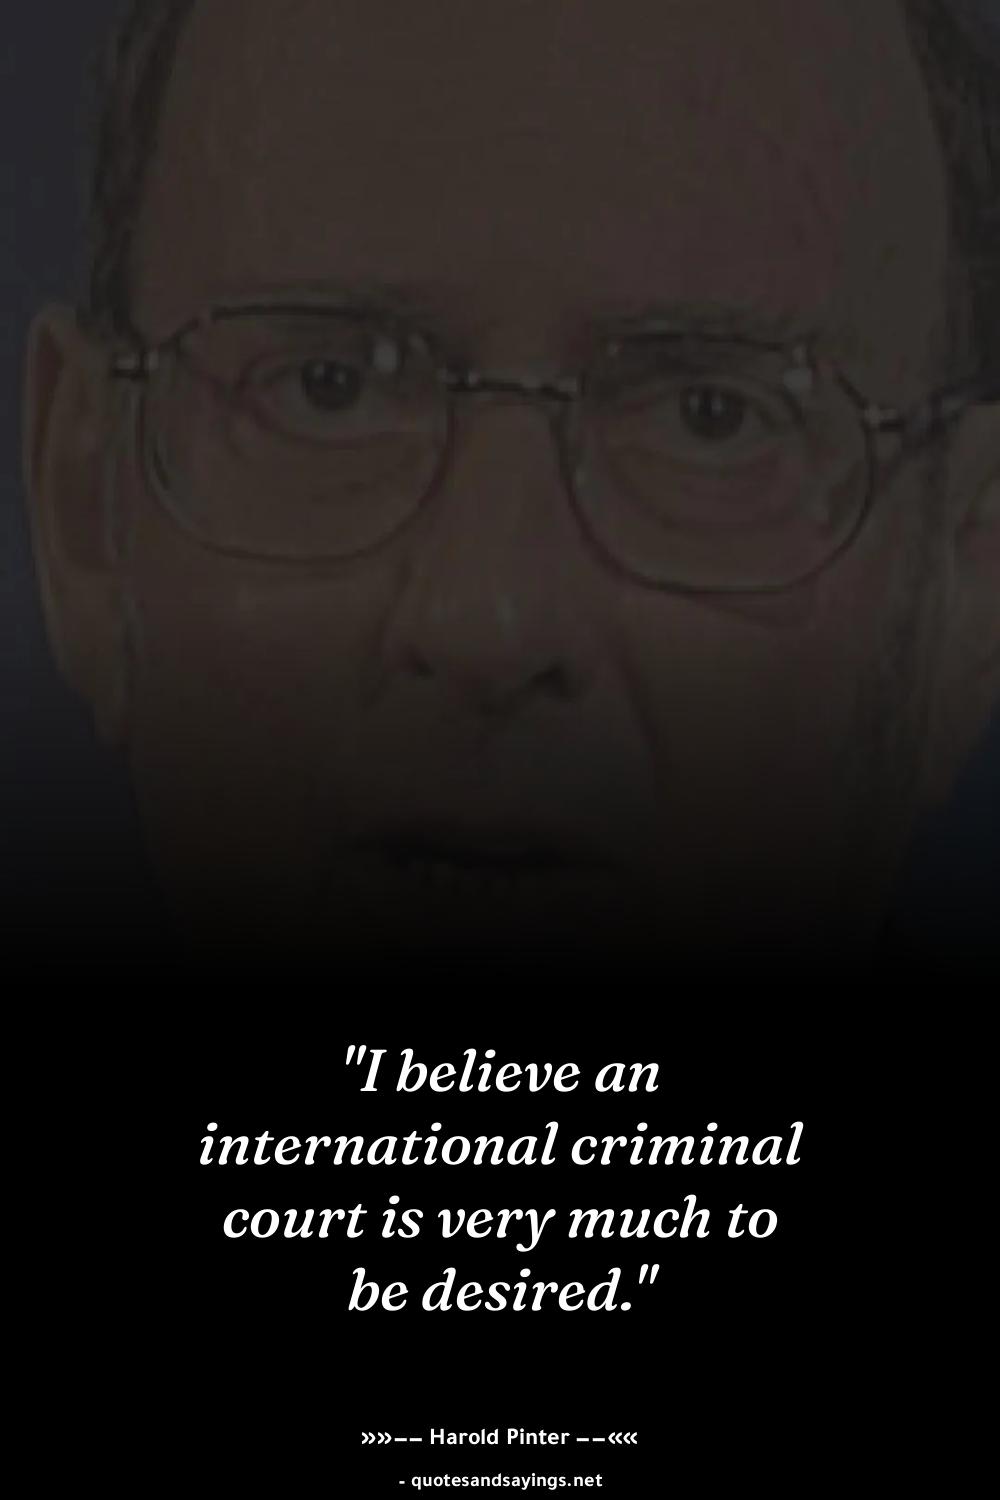 "I believe an
international criminal
court is very much to
be desired."
»»–– Harold Pinter ––««
- quotesandsayings.net